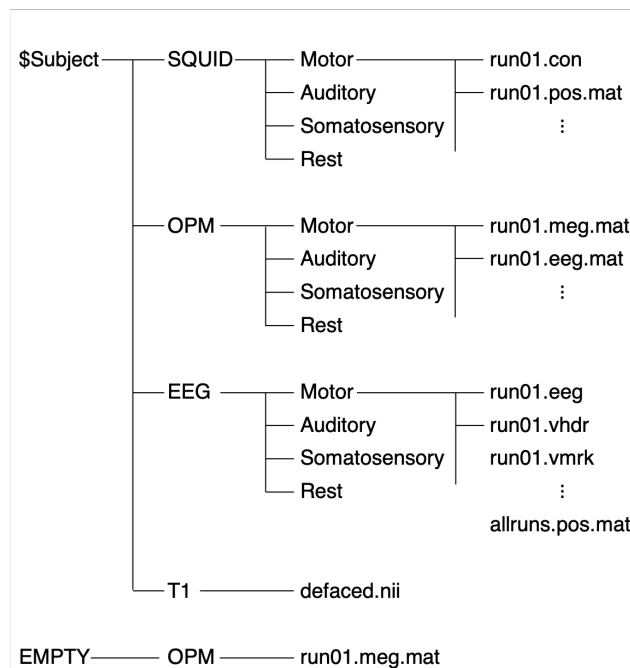 $Subject SQUID Motor run01.con
Auditory run01.pos.mat
Somatosensory ⋮
Rest
OPM Motor run01.meg.mat
Auditory run01.eeg.mat
Somatosensory ⋮
Rest
EEG Motor run01.eeg
Auditory run01.vhdr
Somatosensory run01.vmrk
Rest ⋮
allruns.pos.mat
T1 defaced.nii
EMPTY OPM run01.meg.mat